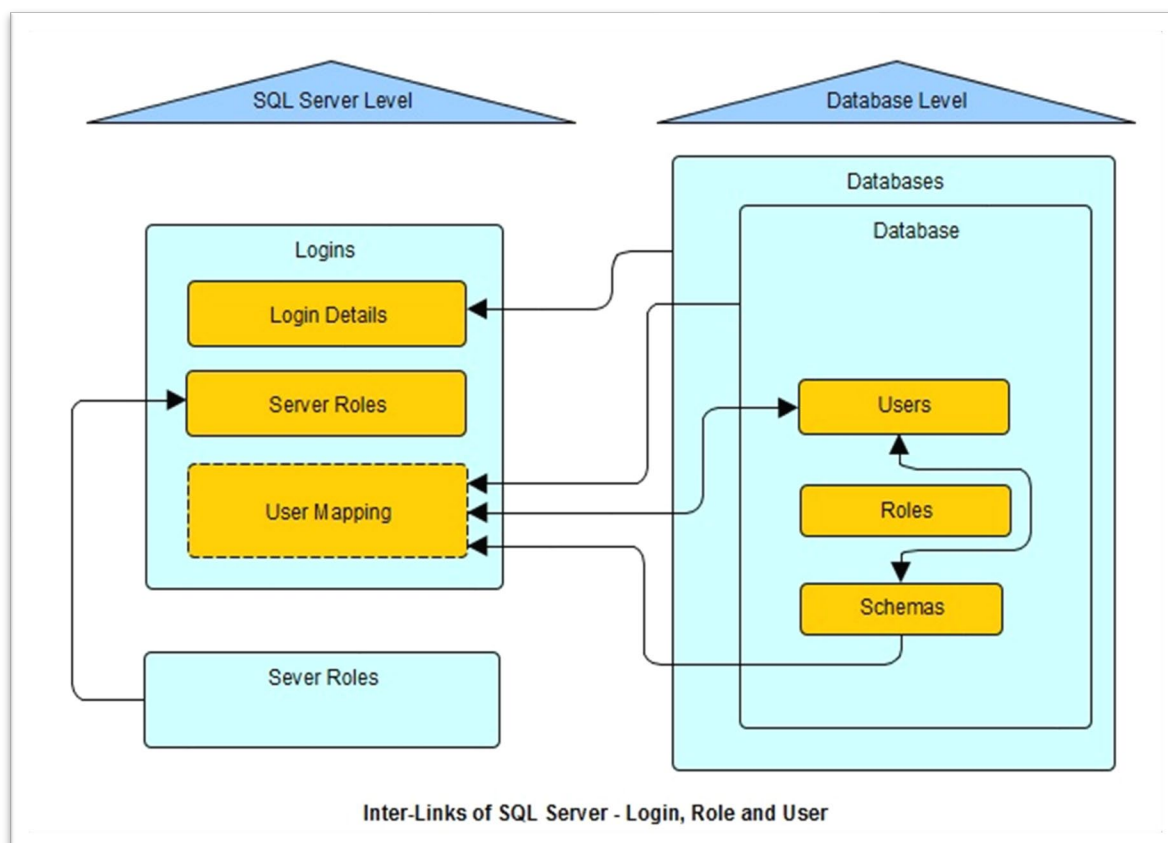 SQL Server Level
Database Level
Databases
Database
Logins
Login Details
Server Roles
Users
User Mapping
Roles
Schemas
Sever Roles
Inter-Links of SQL Server - Login, Role and User